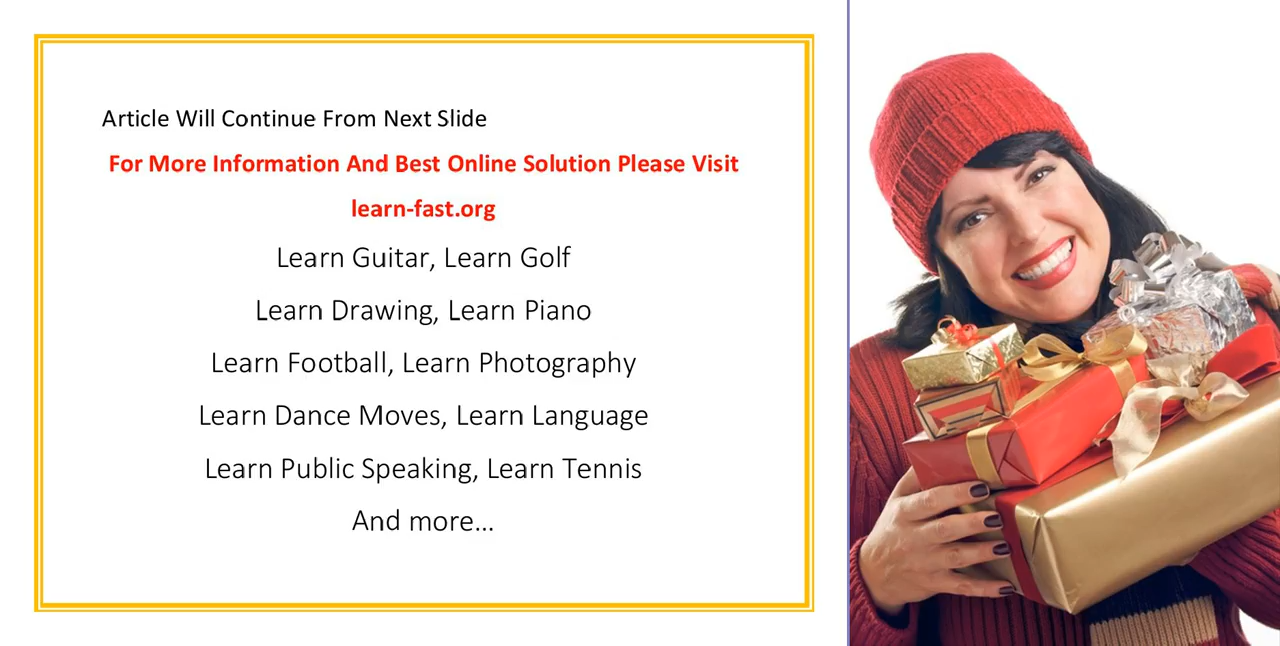 Article Will Continue From Next Slide
For More Information And Best Online Solution Please Visit
learn-fast.org
Learn Guitar, Learn Golf
Learn Drawing, Learn Piano
Learn Football, Learn Photography
Learn Dance Moves, Learn Language
Learn Public Speaking, Learn Tennis
And more...